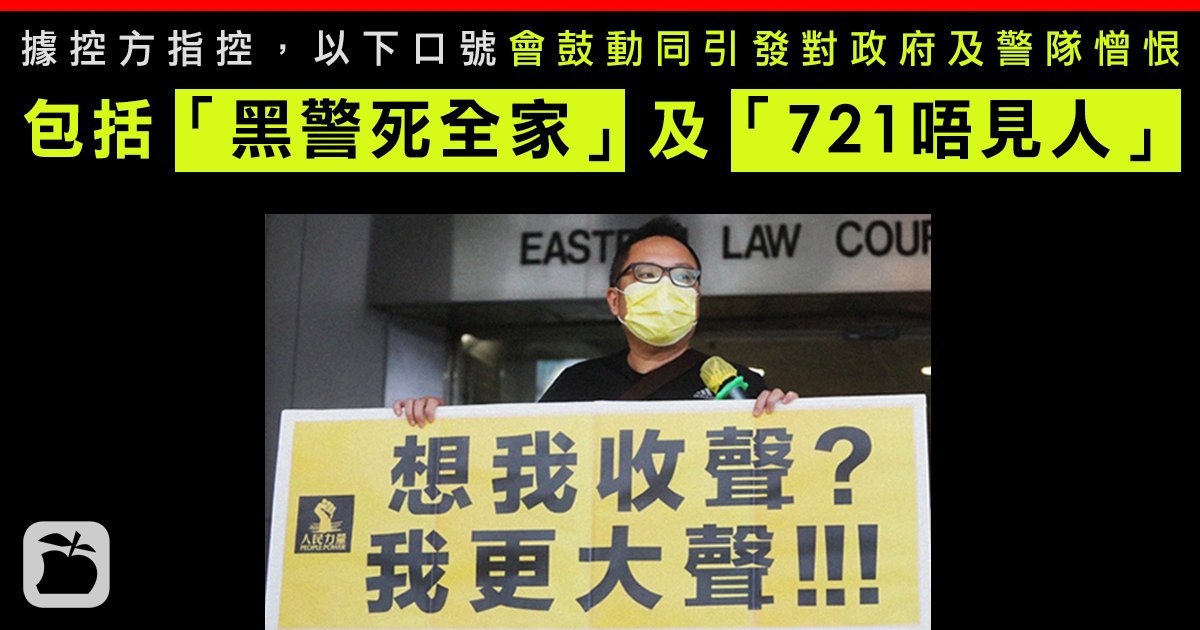 據控方指控，以下口號會鼓動同引發對政府及警隊憎恨
包括「黑警死全家」及「721唔見人」
EASTERN LAW COUR
想我收聲？
人民力量
PEOPLE POWER
我更大聲!!!